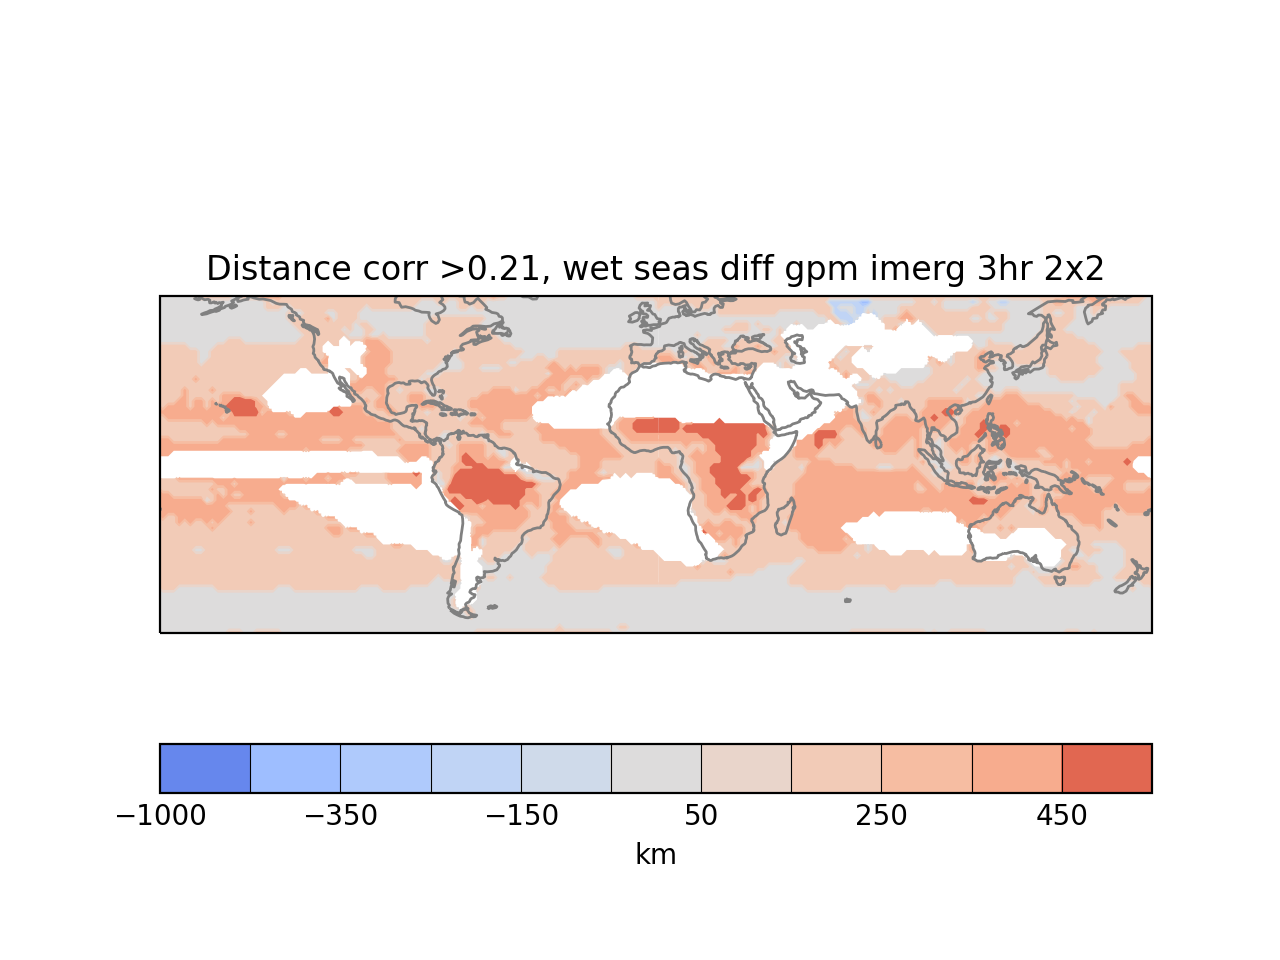 Distance corr >0.21, wet seas diff gpm imerg 3hr 2x2
−1000 −350 −150 50 250 450
km